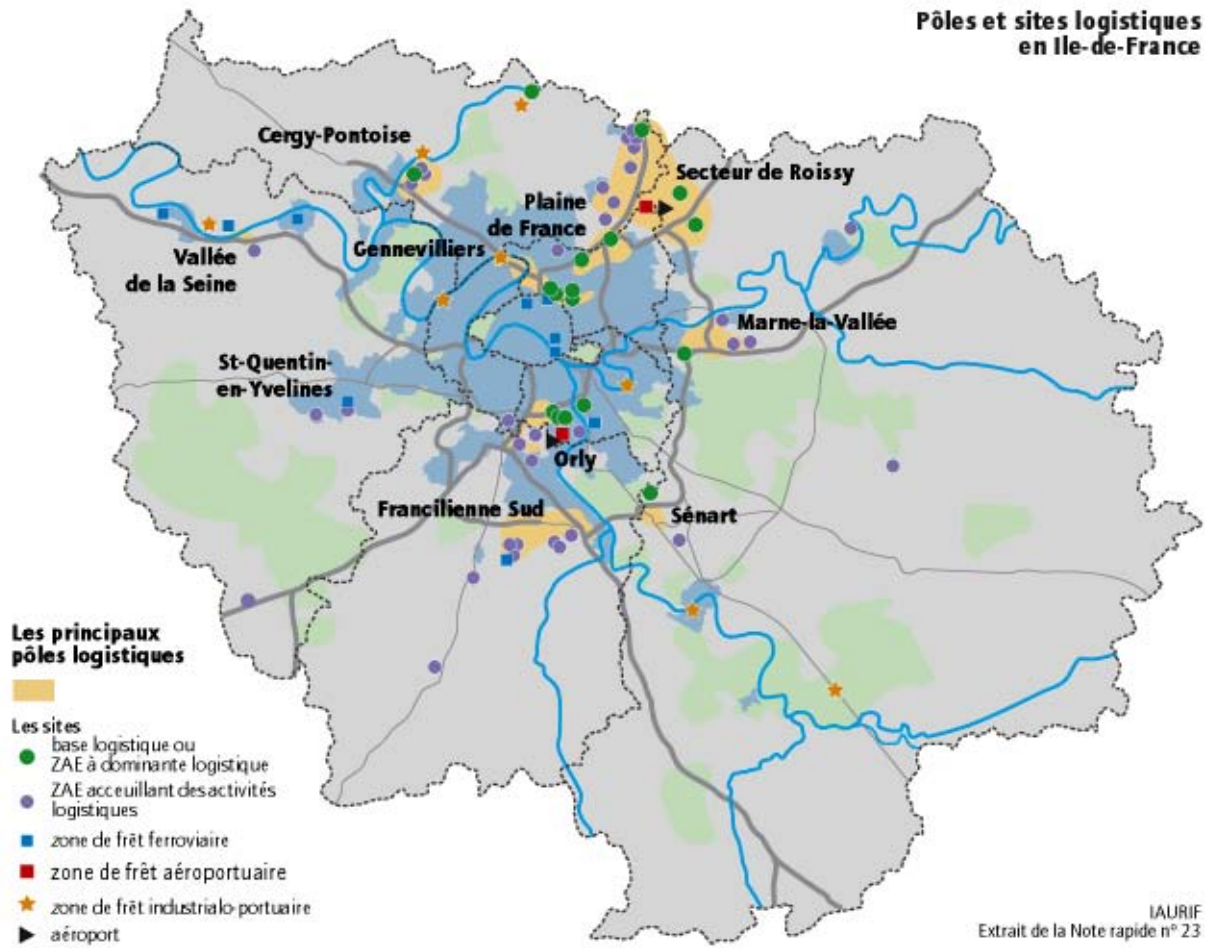 Pôles et sites logistiques
en Ile-de-France
Cergy-Pontoise
Secteur de Roissy
Plaine
de France
Gennevilliers
Vallée
de la Seine
Marne-la-Vallée
St-Quentin-
en-Yvelines
Orly
Francilienne Sud
Sénart
Les principaux
pôles logistiques
Les sites
base logistique ou
ZAE à dominante logistique
ZAE acceuillant des activités
logistiques
zone de frêt ferroviaire
zone de frêt aéroportuaire
zone de frêt industrialo-portuaire
aéroport
IAURIF
Extrait de la Note rapide n° 23